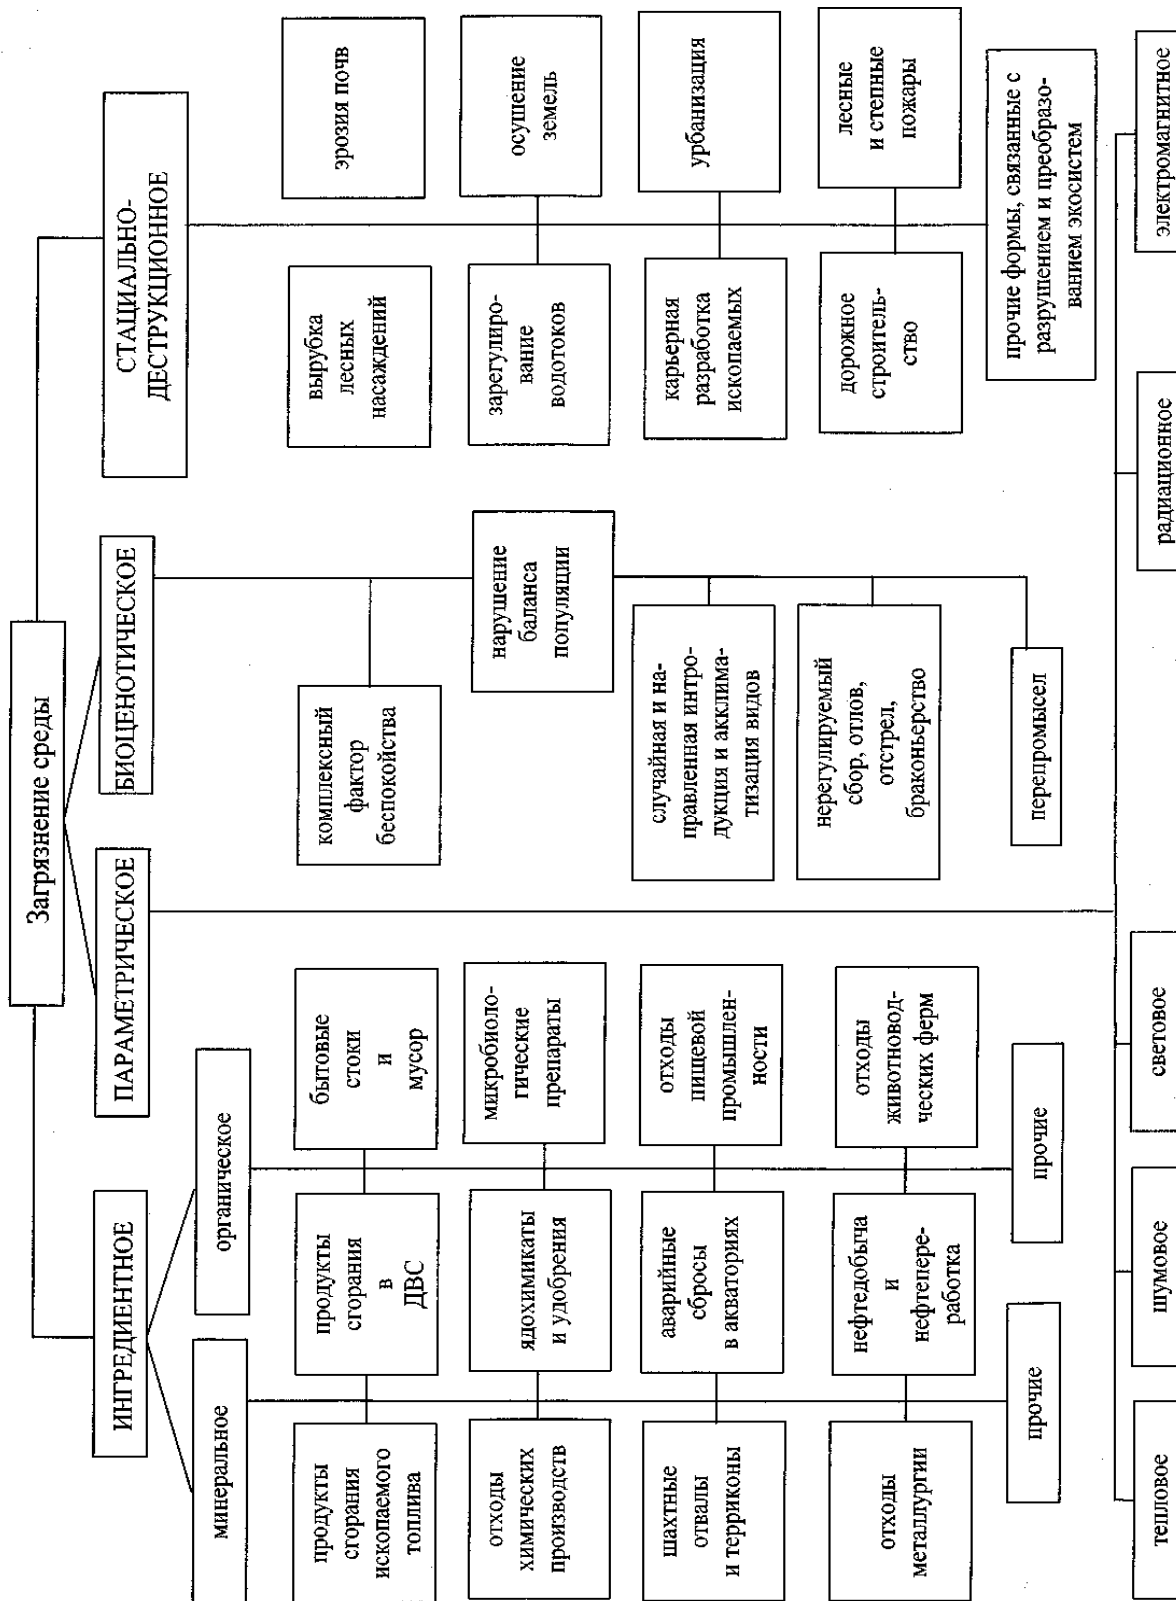 Загрязнение среды
ИНГРЕДИЕНТНОЕ
ПАРАМЕТРИЧЕСКОЕ
БИОЦЕНОТИЧЕСКОЕ
СТАЦИАЛЬНО-
ДЕСТРУКЦИОННОЕ
минеральное
органическое
продукты
сгорания
ископаемого
топлива
продукты
сгорания
в
ДВС
бытовые
стоки
и
мусор
комплексный
фактор
беспокойства
вырубка
лесных
насаждений
эрозия почв
отходы
химических
производств
ядохимикаты
и удобрения
микробиоло-
гические
препараты
нарушение
баланса
популяции
зарегулиро-
вание
водотоков
осушение
земель
шахтные
отвалы
и терриконы
аварийные
сбросы
в акваториях
отходы
пищевой
промышлен-
ности
случайная и на-
правленная интро-
дукция и акклима-
тизация видов
карьерная
разработка
ископаемых
урбанизация
отходы
металлургии
нефтедобыча
и
нефтепере-
работка
отходы
животновод-
ческих ферм
нерегулируемый
сбор, отлов,
отстрел,
браконьерство
дорожное
строитель-
ство
лесные
и степные
пожары
прочие
прочие
перепромысел
прочие формы, связанные с
разрушением и преобразо-
ванием экосистем
тепловое
шумовое
световое
радиационное
электромагнитное